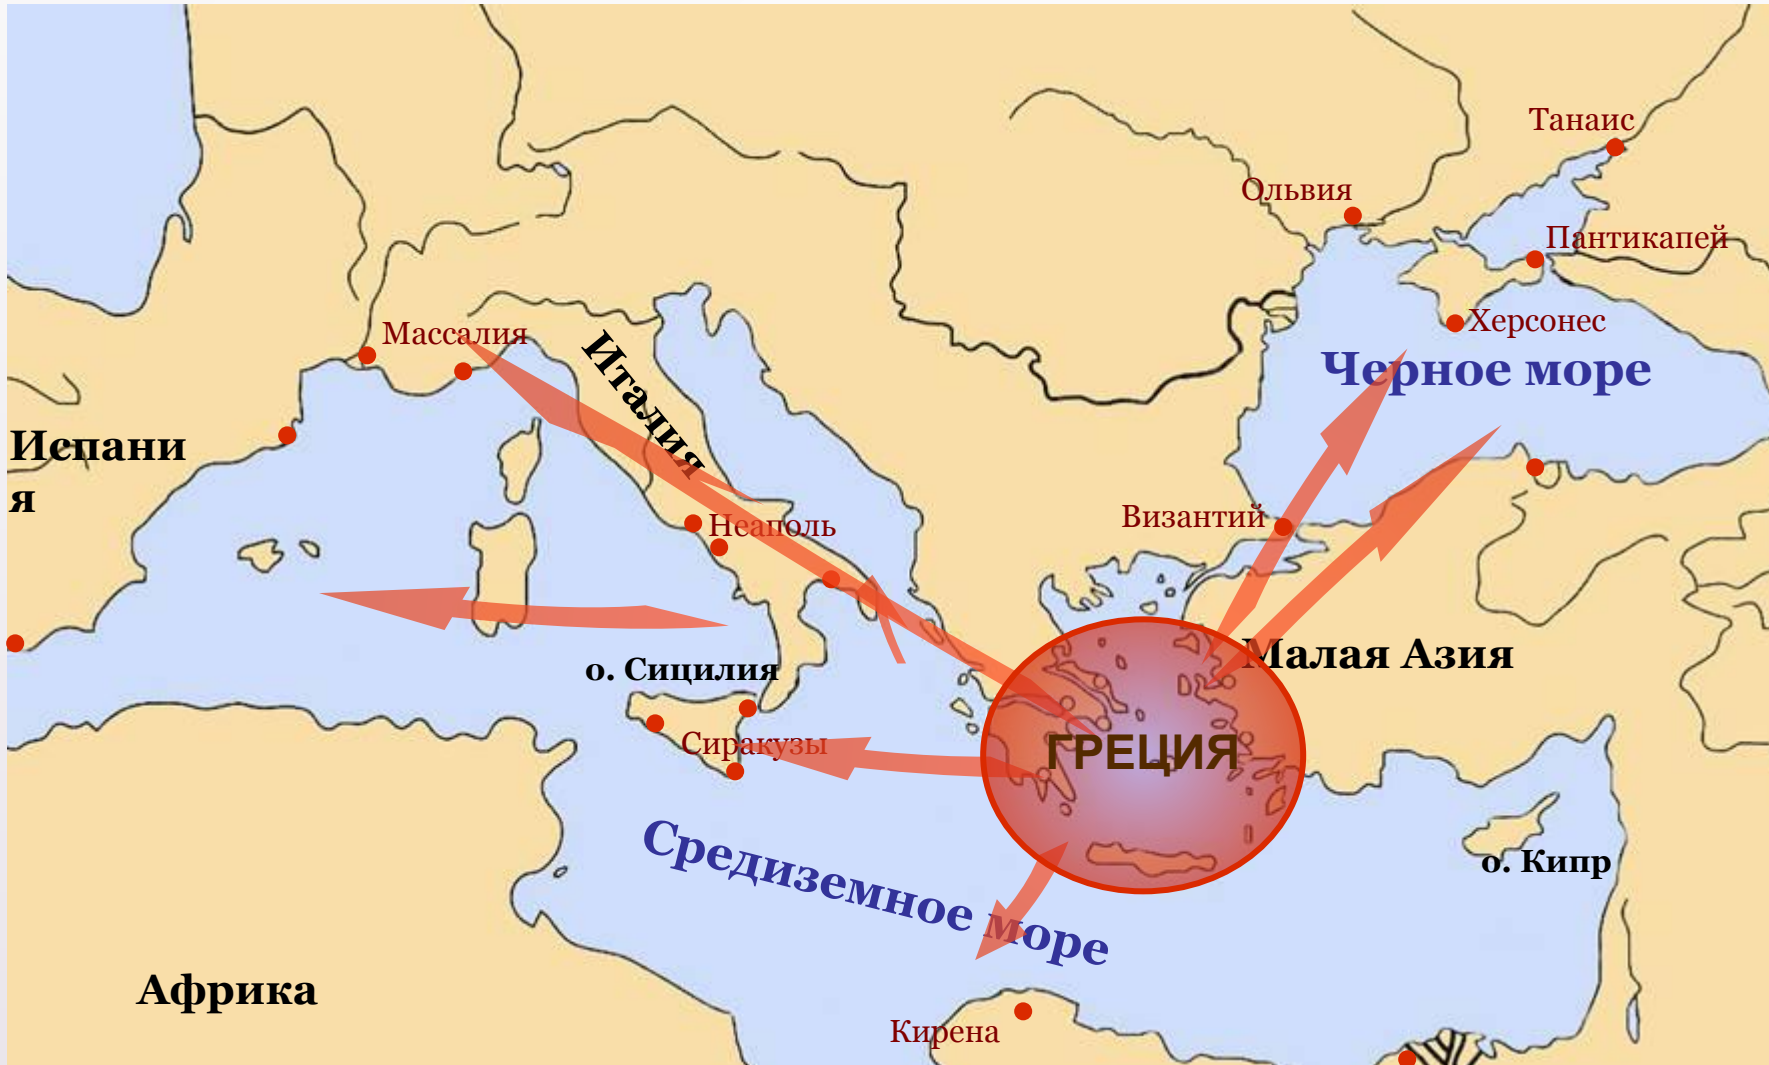 Танаис
Ольвия
Пантикапей
Массалия
Херсонес
Италия
Черное море
Испани
я
Византий
Неаполь
Малая Азия
о. Сицилия
Сиракузы
ГРЕЦИЯ
Средиземное море
о. Кипр
Африка
Кирена